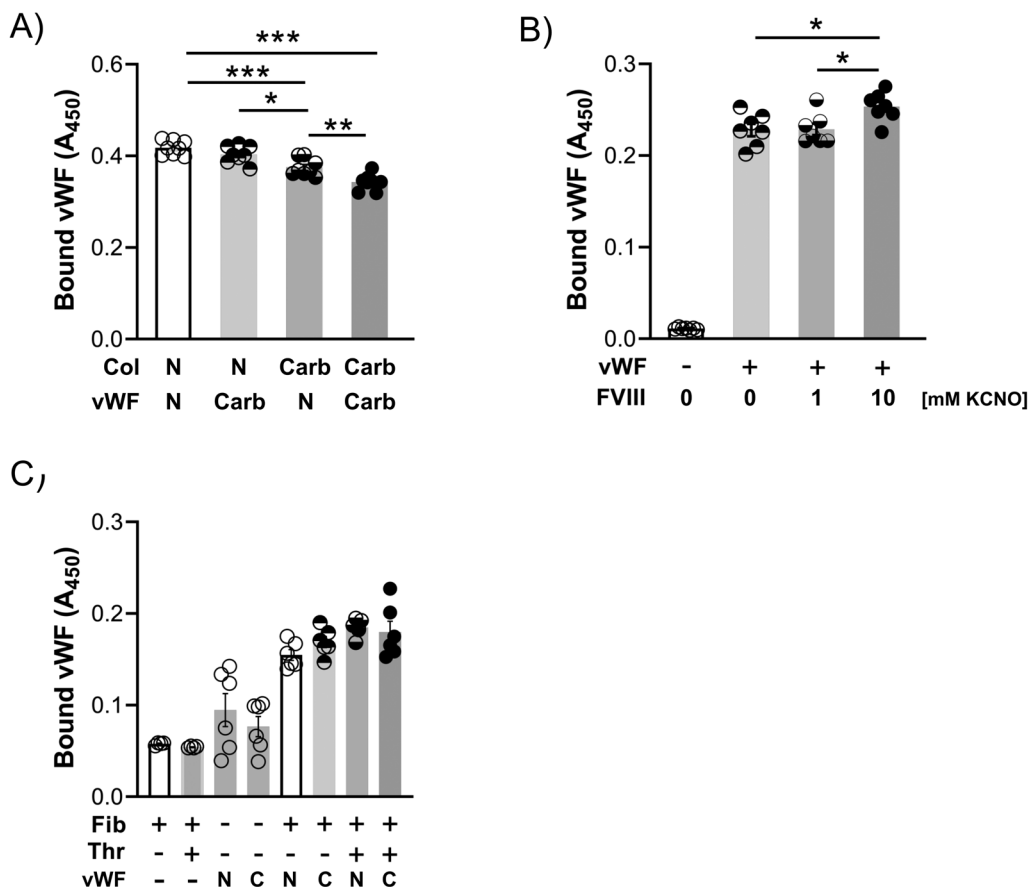 A)
***
***
*
**
0.6
0.4
0.2
0.0
Bound vWF (A450)
Col N N Carb Carb
vWF N Carb N Carb
B)
*
*
0.3
0.2
0.1
0.0
Bound vWF (A450)
vWF - + + +
FVIII 0 0 1 10 [mM KCNO]
C)
0.3
0.2
0.1
0.0
Bound vWF (A450)
Fib + + - - + + + +
Thr - + - - - - + +
vWF - - N C N C N C